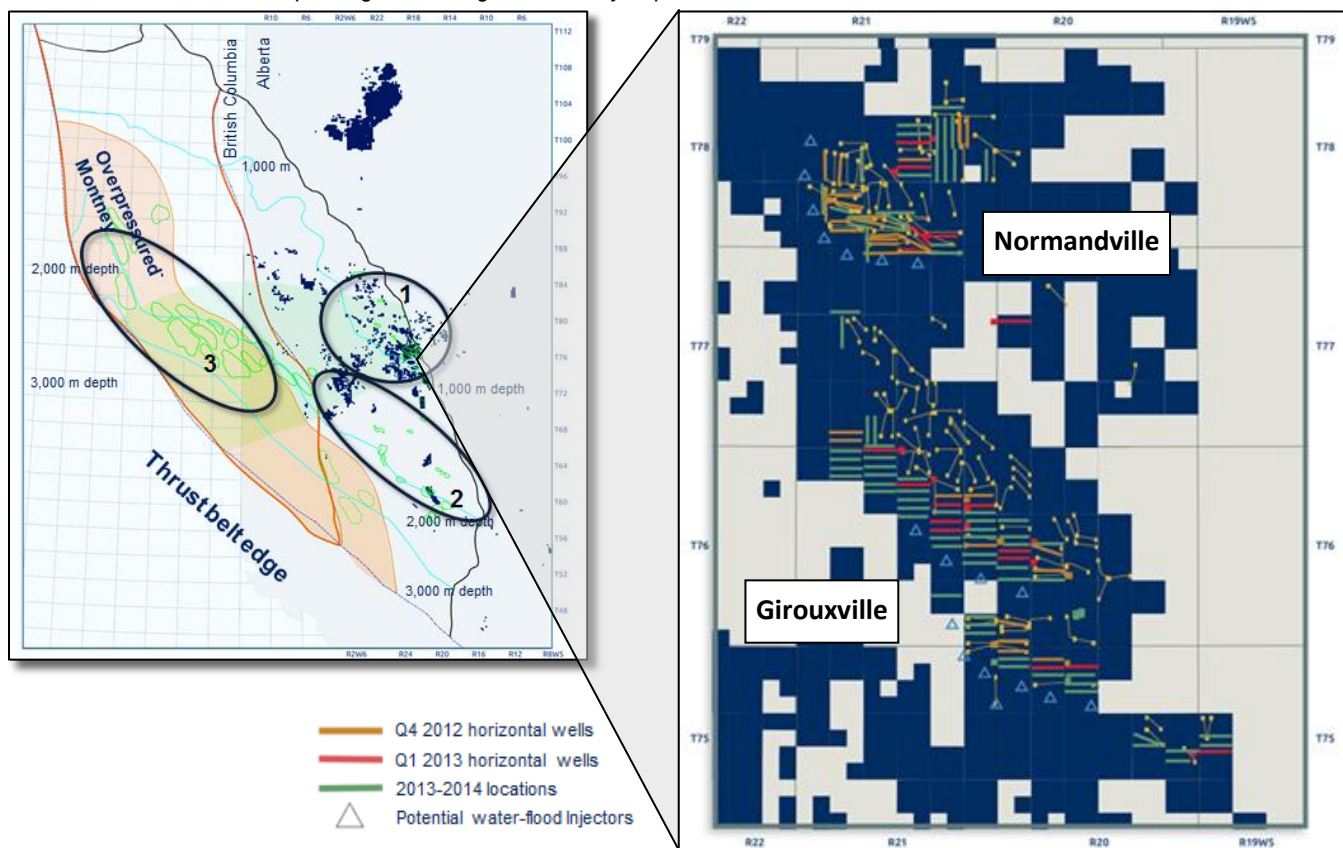 R10 R6 R2W6 R22 R18 R14 R10 R6
T112
T108
T104
T100
T96
T92
T88
T84
T80
T76
T72
T68
T64
T60
T56
T52
T48
British Columbia
Alberta
1,000 m
Overpressured
Montney
2,000 m depth
3,000 m depth
1
3
1,000 m depth
2
2,000 m depth
Thrust belt edge
3,000 m depth
R2W6 R24 R20 R16 R12 R8W5
Q4 2012 horizontal wells
Q1 2013 horizontal wells
2013-2014 locations
Potential water-flood Injectors
R22 R21 R20 R19W5
T79 T79
T78 T78
Normandville
T77 T77
T76 T76
Girouxville
T75 T75
R22 R21 R20 R19W5